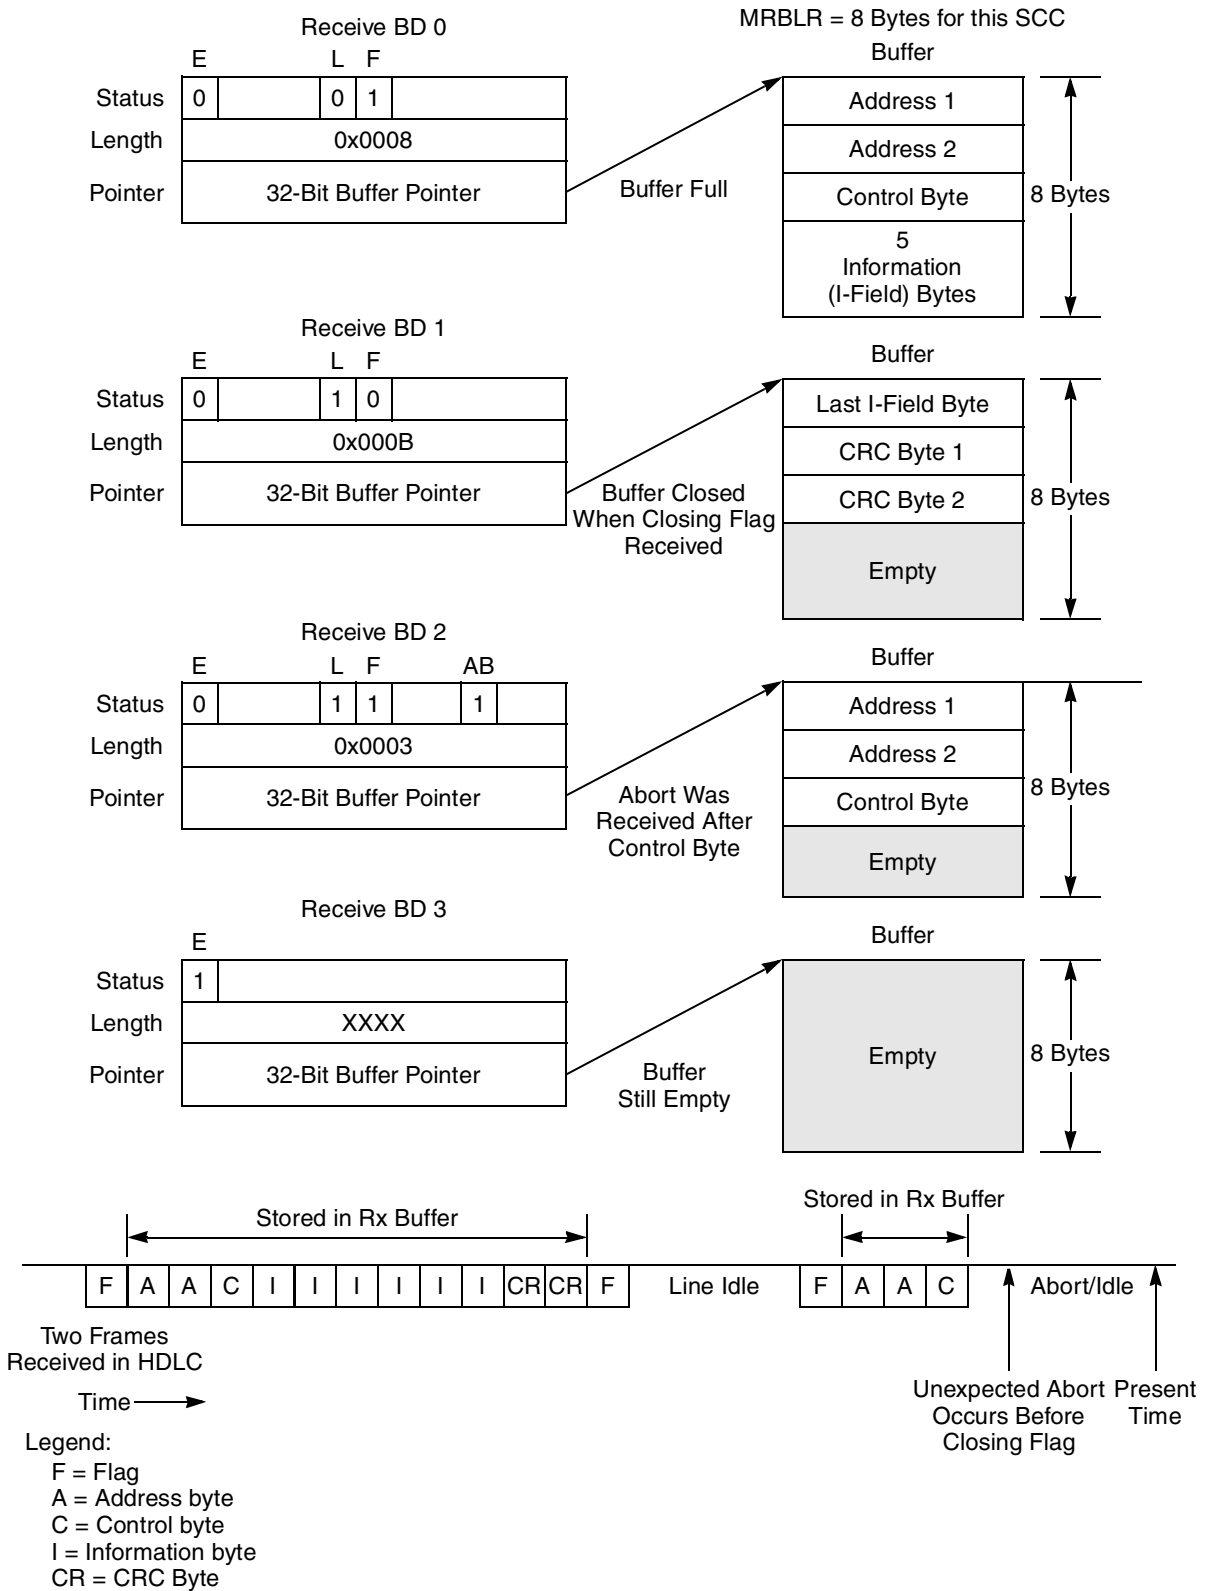 MRBLR = 8 Bytes for this SCC
Receive BD 0
E L F
Status 0 0 1
Length 0x0008
Pointer 32-Bit Buffer Pointer
Buffer Full
Buffer
Address 1
Address 2
Control Byte
5
Information
(I-Field) Bytes
8 Bytes
Receive BD 1
E L F
Status 0 1 0
Length 0x000B
Pointer 32-Bit Buffer Pointer
Buffer Closed
When Closing Flag
Received
Buffer
Last I-Field Byte
CRC Byte 1
CRC Byte 2
Empty
8 Bytes
Receive BD 2
E L F AB
Status 0 1 1 1
Length 0x0003
Pointer 32-Bit Buffer Pointer
Abort Was
Received After
Control Byte
Buffer
Address 1
Address 2
Control Byte
Empty
8 Bytes
Receive BD 3
E
Status 1
Length XXXX
Pointer 32-Bit Buffer Pointer
Buffer
Still Empty
Buffer
Empty
8 Bytes
Stored in Rx Buffer
Stored in Rx Buffer
F A A C I I I I I I CR CR F Line Idle F A A C Abort/Idle
Two Frames
Received in HDLC
Time
Unexpected Abort
Occurs Before
Closing Flag
Present
Time
Legend:
F = Flag
A = Address byte
C = Control byte
I = Information byte
CR = CRC Byte